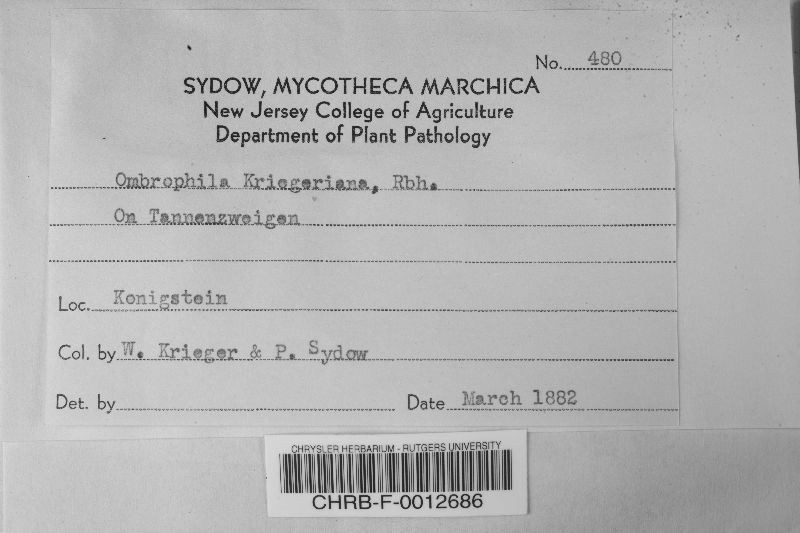 No. 480
SYDOW, MYCOTHECA MARCHICA
New Jersey College of Agriculture
Department of Plant Pathology
Ombrophila Kriegeriana, Rbh.
On Tannenzweigen
Loc. Konigstein
Col. by W. Krieger & P. Sydow
Det. by
Date March 1882
CHRYSLER HERBARIUM - RUTGERS UNIVERSITY
CHRB-F-0012686